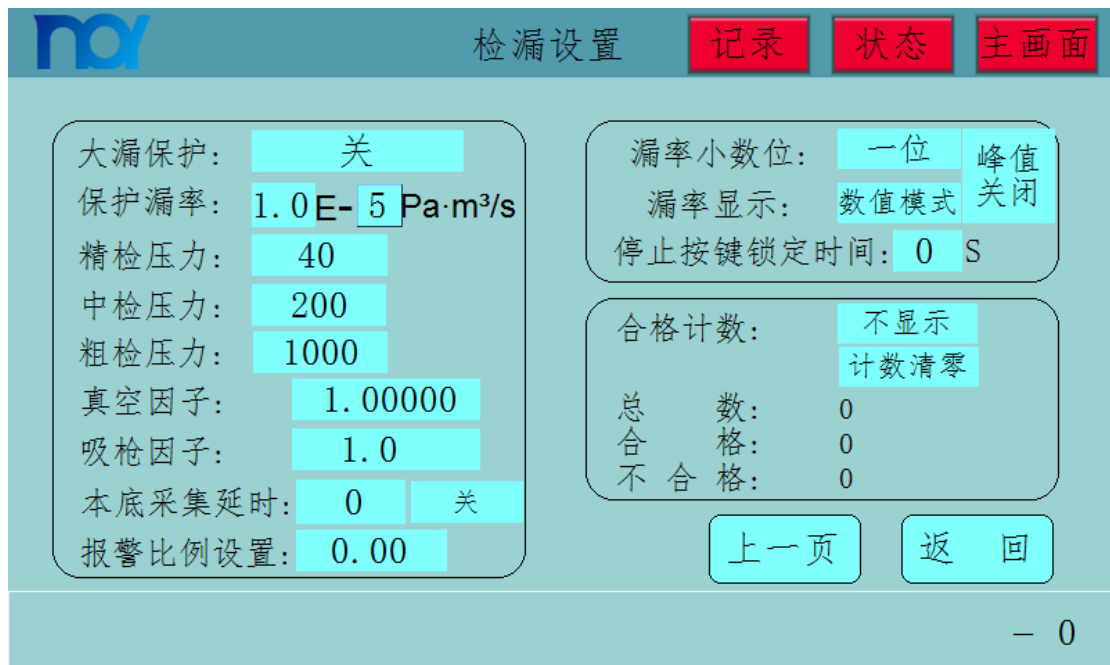 noy
检漏设置
记录
状态
主画面
大漏保护: 关
保护漏率: 1.0 E- 5 Pa·m³/s
精检压力: 40
中检压力: 200
粗检压力: 1000
真空因子: 1.00000
吸枪因子: 1.0
本底采集延时: 0 关
报警比例设置: 0.00
漏率小数位: 一位
漏率显示: 数值模式
峰值
关闭
停止按键锁定时间: 0 S
合格计数: 不显示
计数清零
总 数: 0
合 格: 0
不 合 格: 0
上一页
返 回
- 0